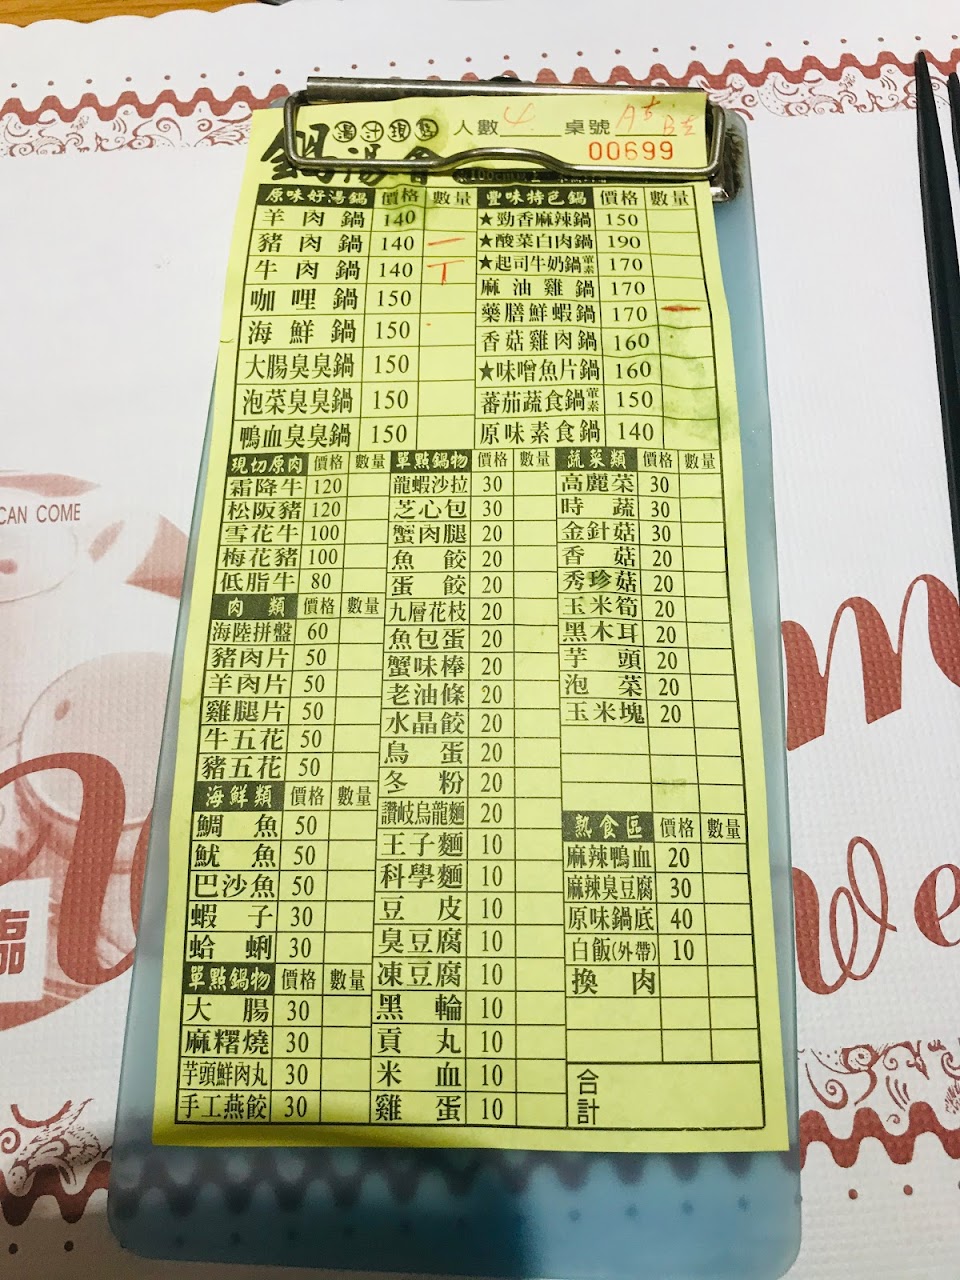 湯汁現熬 人數 4 桌號 A5 B5
鍋湯會
00699
原味好湯鍋 價格 數量
羊肉鍋 140
豬肉鍋 140 一
牛肉鍋 140 T
咖哩鍋 150
海鮮鍋 150
大腸臭臭鍋 150
泡菜臭臭鍋 150
鴨血臭臭鍋 150
豐味特色鍋 價格 數量
★勁香麻辣鍋 150
★酸菜白肉鍋 190
★起司牛奶鍋葷素 170
麻油雞鍋 170
藥膳鮮蝦鍋 170 一
香菇雞肉鍋 160
★味噌魚片鍋 160
蕃茄蔬食鍋葷素 150
原味素食鍋 140
現切原肉 價格 數量
霜降牛 120
松阪豬 120
雪花牛 100
梅花豬 100
低脂牛 80
肉類 價格 數量
海陸拼盤 60
豬肉片 50
羊肉片 50
雞腿片 50
牛五花 50
豬五花 50
海鮮類 價格 數量
鯛魚 50
魷魚 50
巴沙魚 50
蝦子 30
蛤蜊 30
單點鍋物 價格 數量
大腸 30
麻糬燒 30
芋頭鮮肉丸 30
手工燕餃 30
單點鍋物 價格 數量
龍蝦沙拉 30
芝心包 30
蟹肉腿 20
魚餃 20
蛋餃 20
九層花枝 20
魚包蛋 20
蟹味棒 20
老油條 20
水晶餃 20
鳥蛋 20
冬粉 20
讚岐烏龍麵 20
王子麵 10
科學麵 10
豆皮 10
臭豆腐 10
凍豆腐 10
黑輪 10
貢丸 10
米血 10
雞蛋 10
蔬菜類 價格 數量
高麗菜 30
時蔬 30
金針菇 30
香菇 20
秀珍菇 20
玉米筍 20
黑木耳 20
芋頭 20
泡菜 20
玉米塊 20
熟食區 價格 數量
麻辣鴨血 20
麻辣臭豆腐 30
原味鍋底 40
白飯(外帶) 10
換肉
合計
CAN COME
臨
We